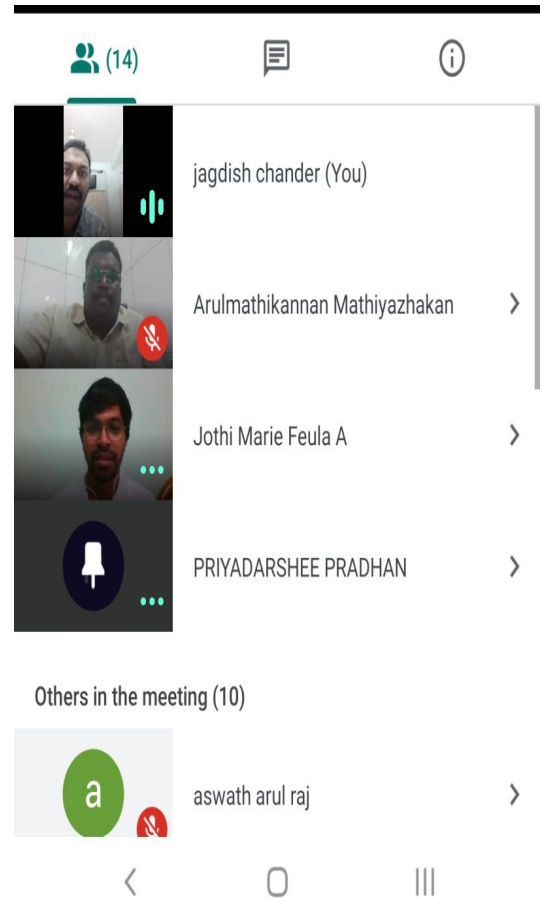 (14)
jagdish chander (You)
Arulmathikannan Mathiyazhakan
Jothi Marie Feula A
PRIYADARSHEE PRADHAN
Others in the meeting (10)
a
aswath arul raj